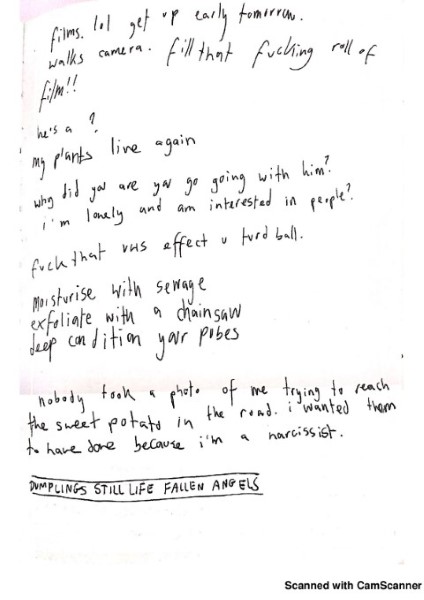 films. lol get up early tomorrow.
walks camera. fill that fucking roll of
film!!
he's a ?
my plants live again
why did you are you go going with him?
i'm lonely and am interested in people?
fuck that vhs effect u turd ball.
moisturise with sewage
exfoliate with a chainsaw
deep condition your pubes
nobody took a photo of me trying to reach
the sweet potato in the road. i wanted them
to have done because i'm a narcissist.
DUMPLINGS STILL LIFE FALLEN ANGELS
Scanned with CamScanner